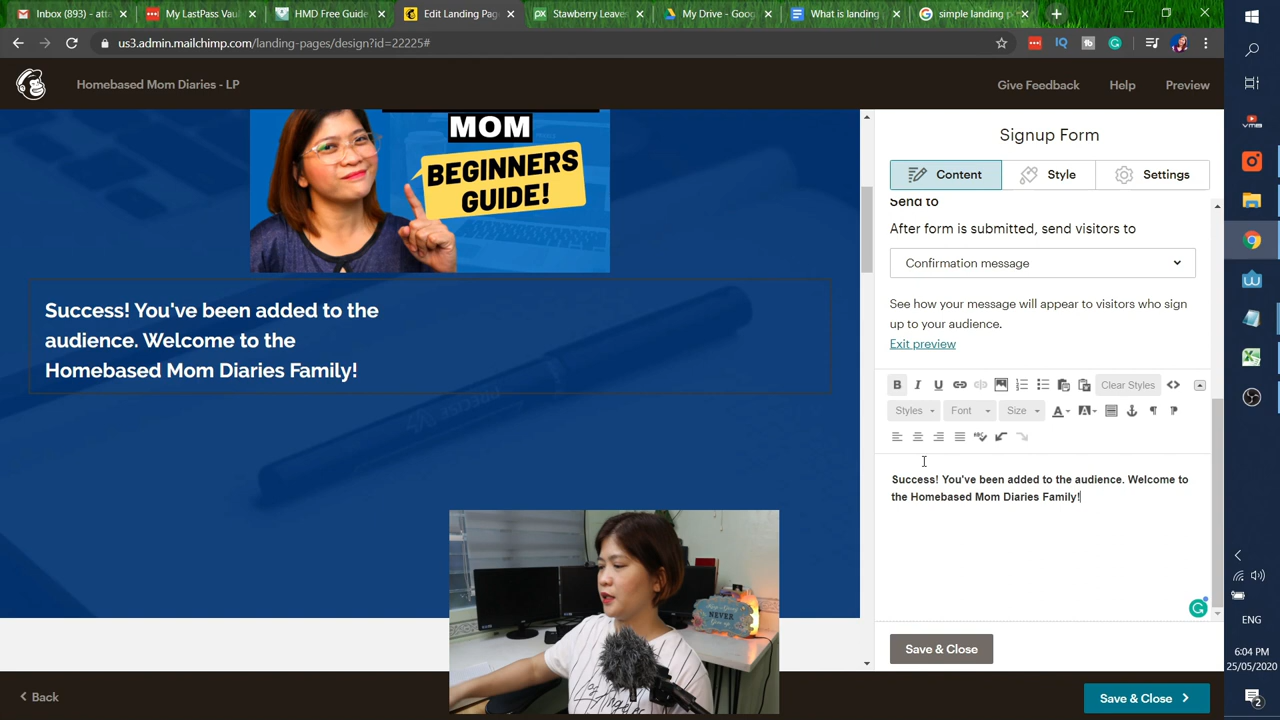 Inbox (893) - atta
My LastPass Vau
HMD Free Guide
Edit Landing Pag
Stawberry Leave
My Drive - Goog
What is landing
simple landing p
us3.admin.mailchimp.com/landing-pages/design?id=22225#
Homebased Mom Diaries - LP
Give Feedback
Help
Preview
MOM
BEGINNERS
GUIDE!
Success! You've been added to the
audience. Welcome to the
Homebased Mom Diaries Family!
Signup Form
Content
Style
Settings
Send to
After form is submitted, send visitors to
Confirmation message
See how your message will appear to visitors who sign
up to your audience.
Exit preview
Clear Styles
Styles
Font
Size
Success! You've been added to the audience. Welcome to
the Homebased Mom Diaries Family!
Save & Close
Back
Save & Close
ENG
6:04 PM
25/05/2020
2